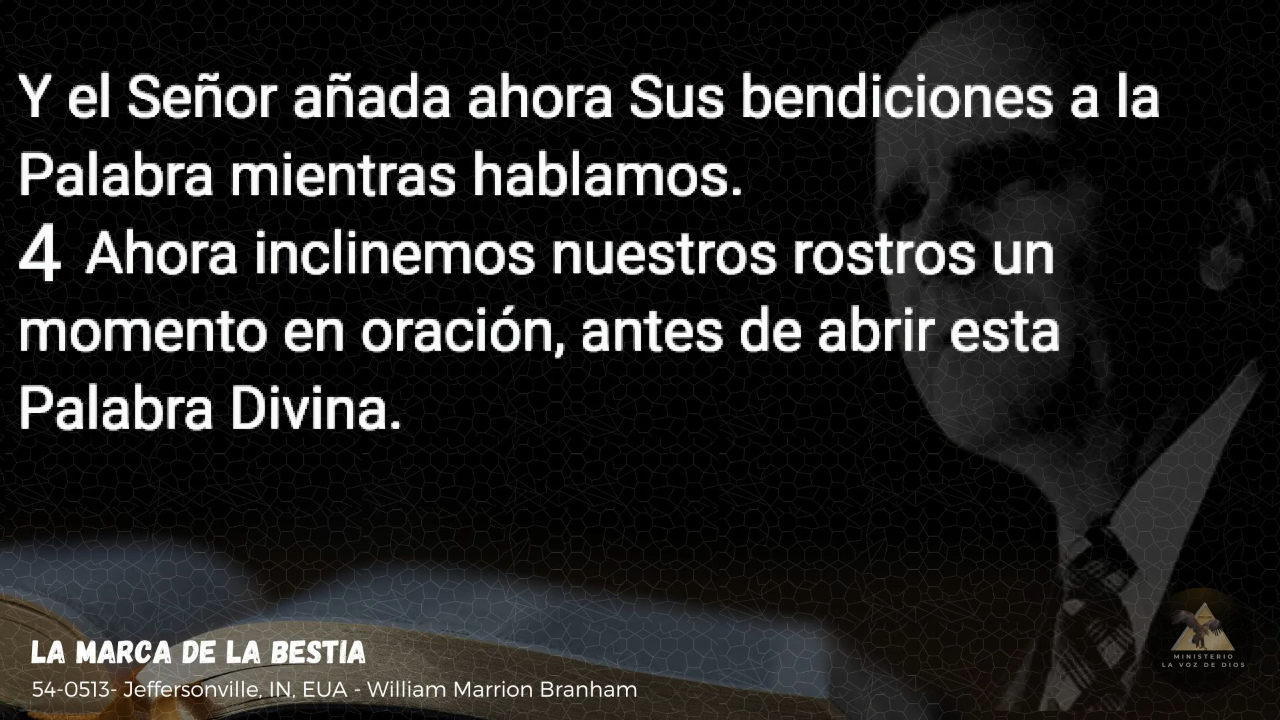 Y el Señor añada ahora Sus bendiciones a la
Palabra mientras hablamos.
4 Ahora inclinemos nuestros rostros un
momento en oración, antes de abrir esta
Palabra Divina.
LA MARCA DE LA BESTIA
54-0513- Jeffersonville, IN, EUA - William Marrion Branham
MINISTERIO
LA VOZ DE DIOS